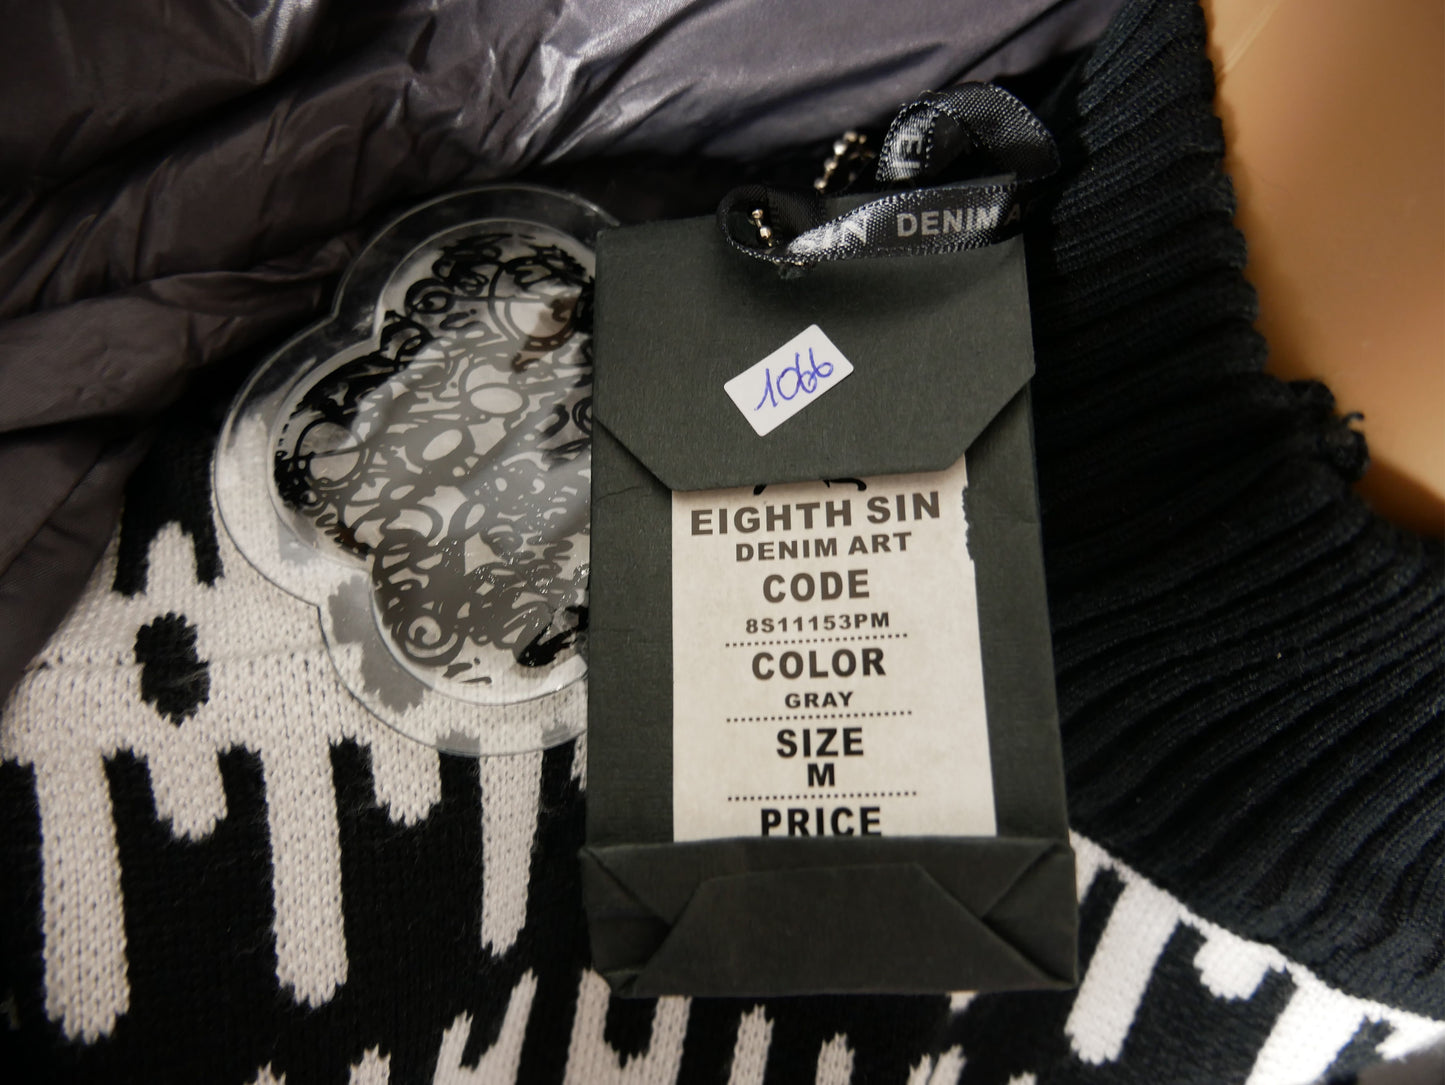 DENIM
1066
EIGHTH SIN
DENIM ART
CODE
8S11153PM
COLOR
GRAY
SIZE
M
PRICE